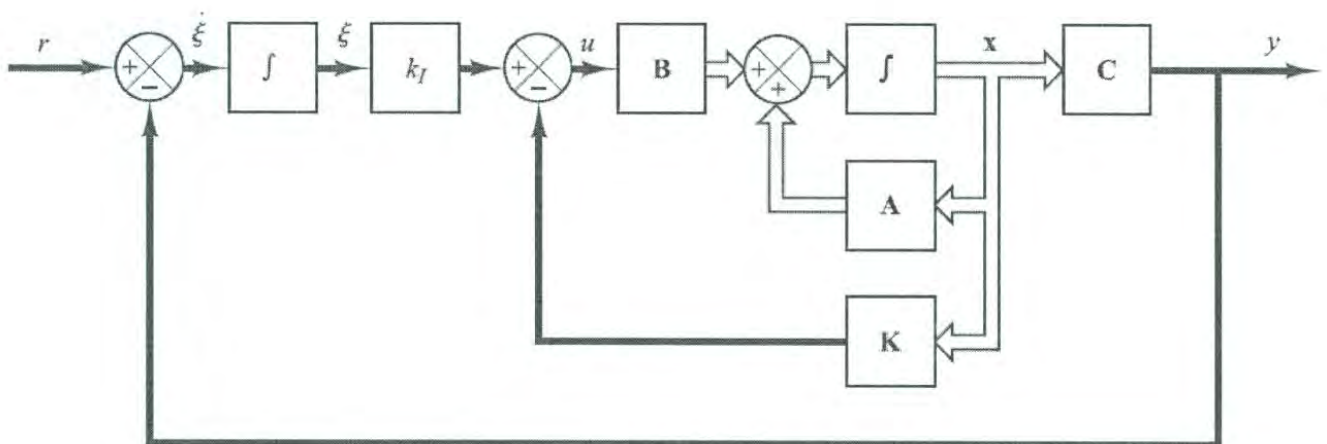 r + − ξ̇ ∫ ξ k_I + − u B + + ∫ x C y
A
K